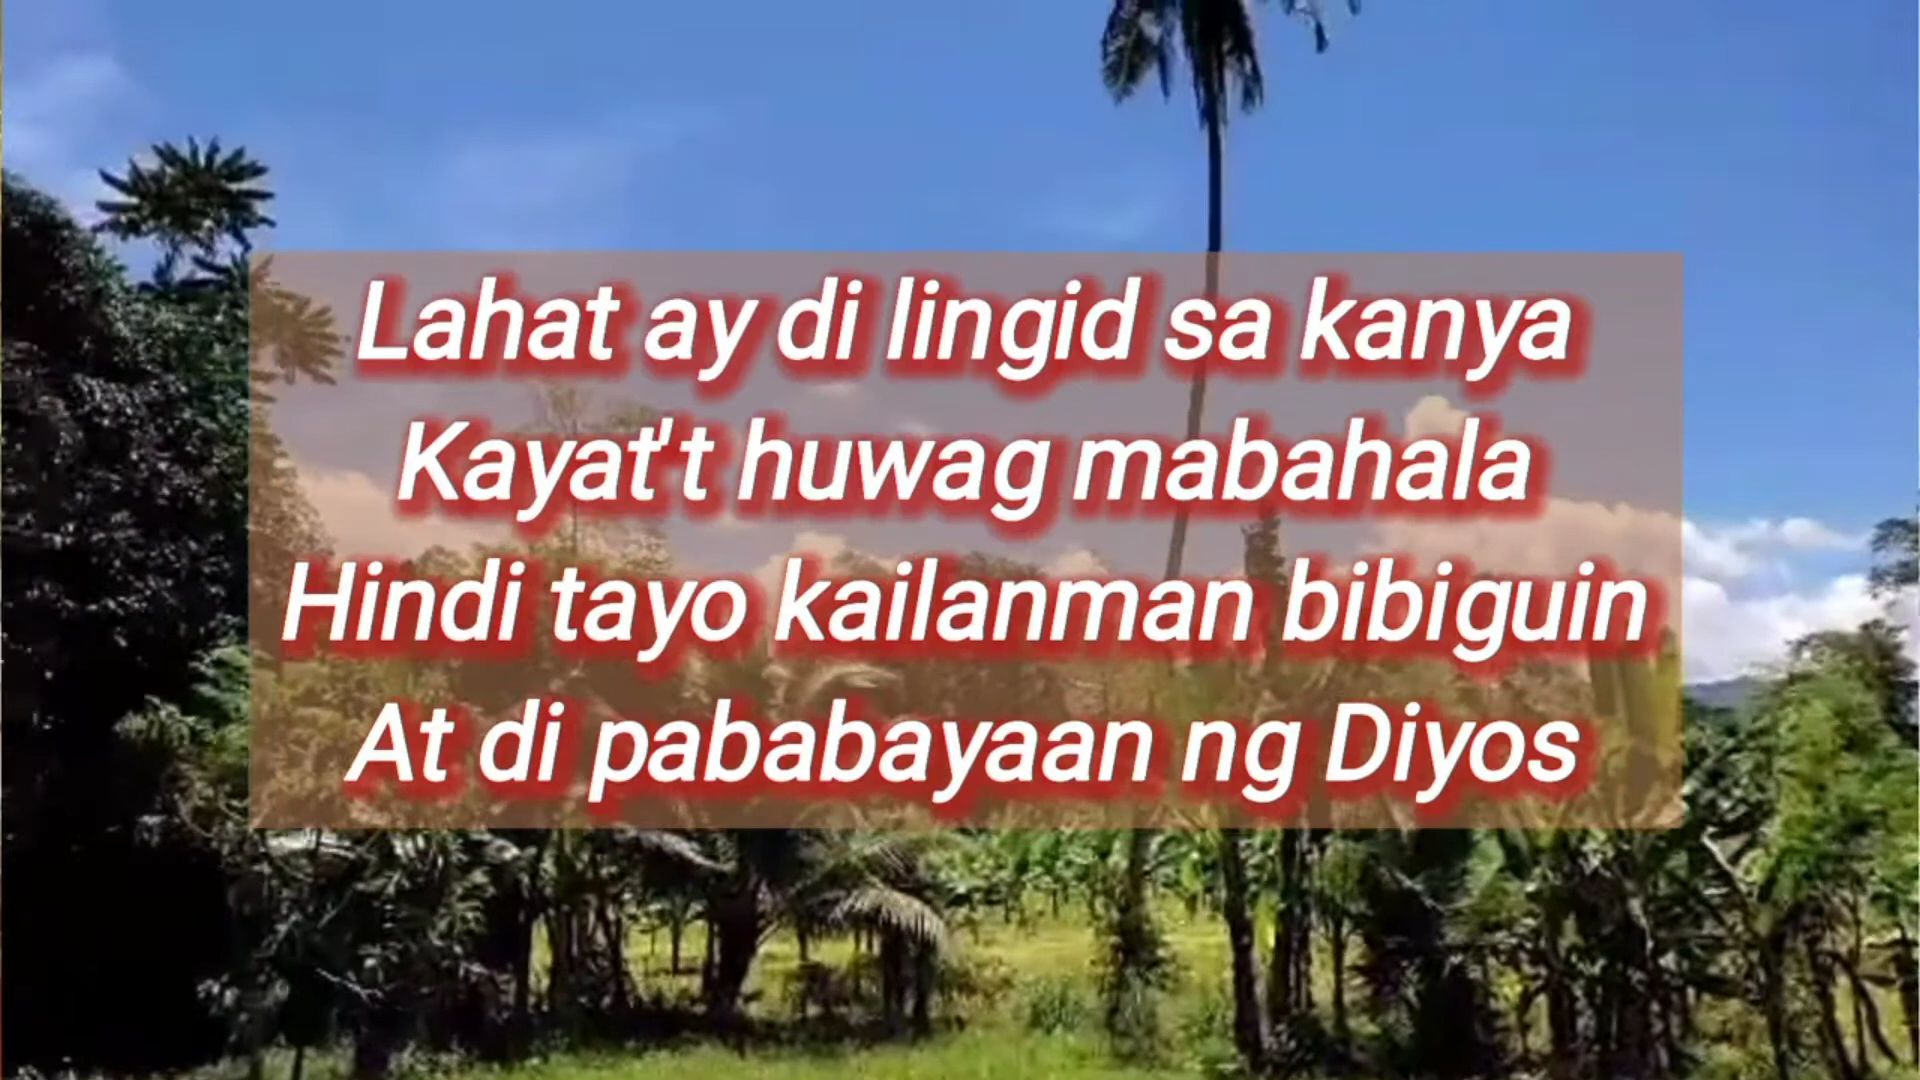 Lahat ay di lingid sa kanya
Kayat't huwag mabahala
Hindi tayo kailanman bibiguin
At di pababayaan ng Diyos